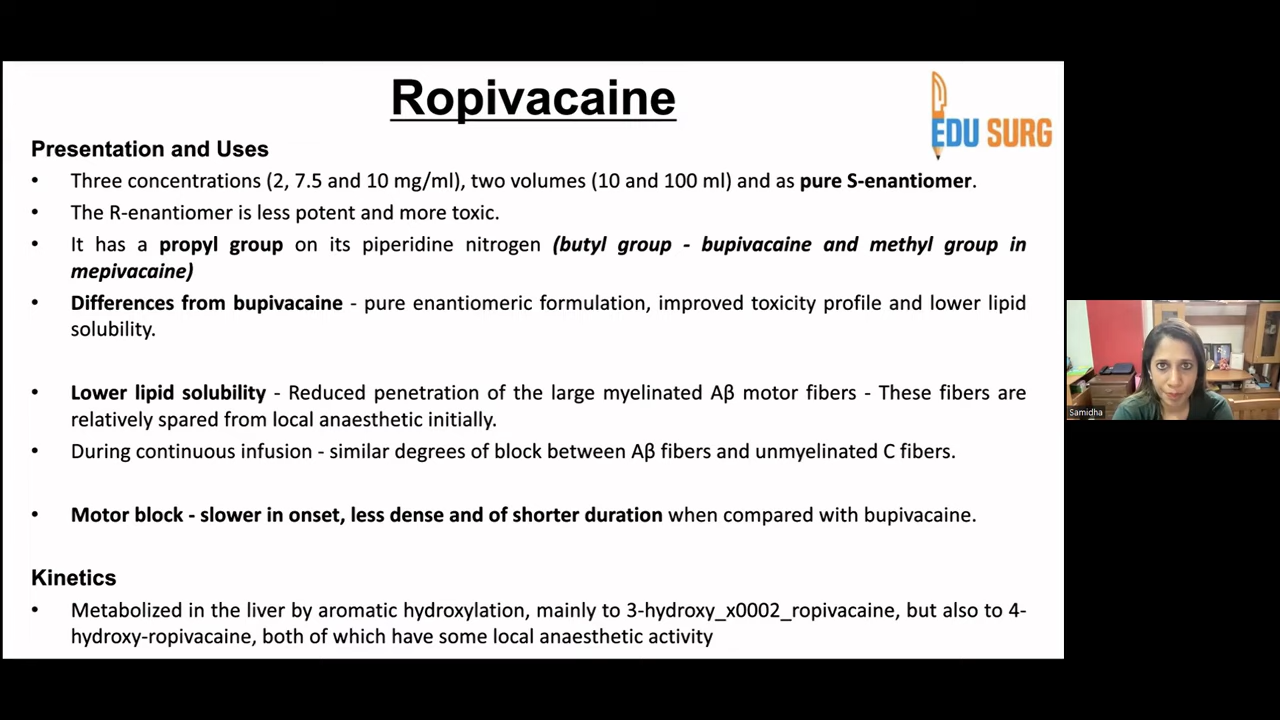 Ropivacaine
EDU SURG
Presentation and Uses
• Three concentrations (2, 7.5 and 10 mg/ml), two volumes (10 and 100 ml) and as pure S-enantiomer.
• The R-enantiomer is less potent and more toxic.
• It has a propyl group on its piperidine nitrogen (butyl group - bupivacaine and methyl group in
mepivacaine)
• Differences from bupivacaine - pure enantiomeric formulation, improved toxicity profile and lower lipid
solubility.
• Lower lipid solubility - Reduced penetration of the large myelinated Aβ motor fibers - These fibers are
relatively spared from local anaesthetic initially.
• During continuous infusion - similar degrees of block between Aβ fibers and unmyelinated C fibers.
• Motor block - slower in onset, less dense and of shorter duration when compared with bupivacaine.
Kinetics
• Metabolized in the liver by aromatic hydroxylation, mainly to 3-hydroxy_x0002_ropivacaine, but also to 4-
hydroxy-ropivacaine, both of which have some local anaesthetic activity
Samidha